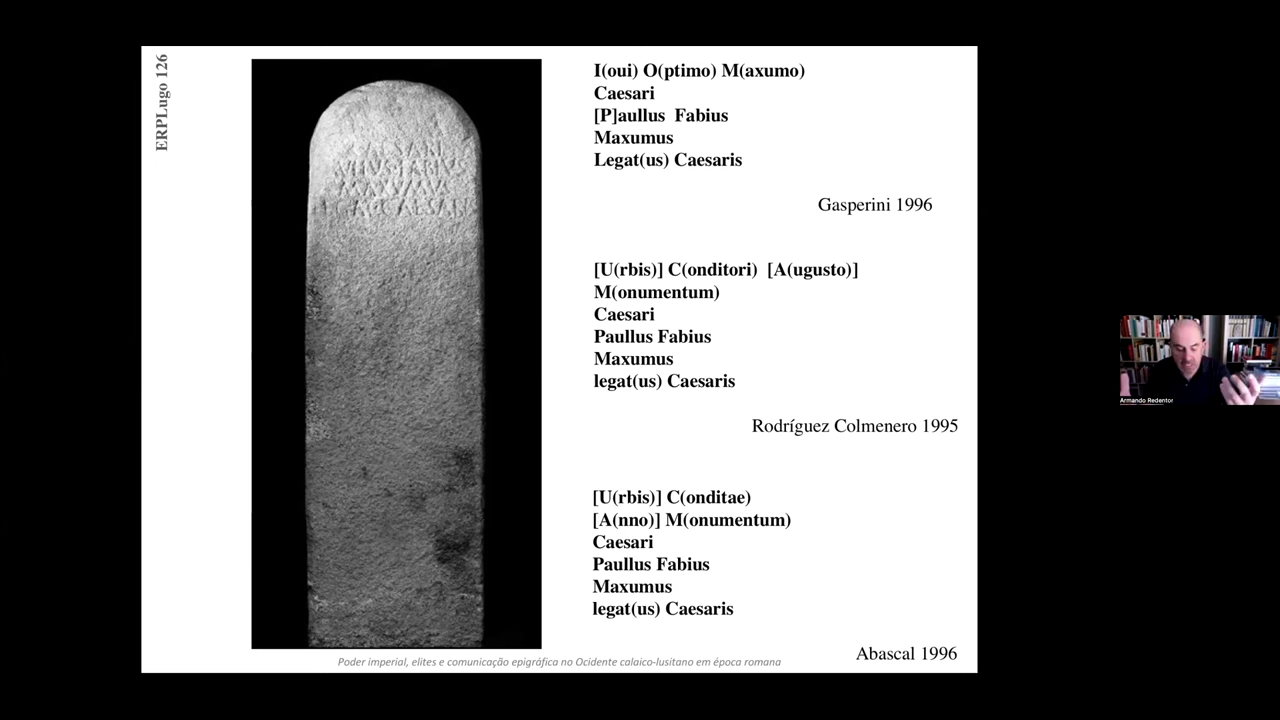 ERPLugo 126
I(oui) O(ptimo) M(axumo)
Caesari
[P]aullus Fabius
Maxumus
Legat(us) Caesaris
Gasperini 1996
[U(rbis)] C(onditori) [A(ugusto)]
M(onumentum)
Caesari
Paullus Fabius
Maxumus
legat(us) Caesaris
Rodríguez Colmenero 1995
[U(rbis)] C(onditae)
[A(nno)] M(onumentum)
Caesari
Paullus Fabius
Maxumus
legat(us) Caesaris
Abascal 1996
Poder imperial, elites e comunicação epigráfica no Ocidente calaico-lusitano em época romana
Armando Redentor